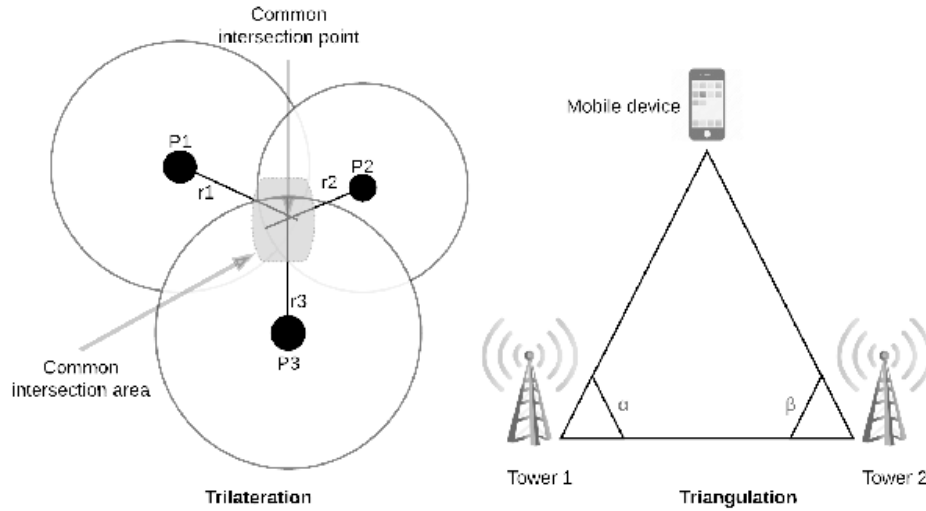 Common
intersection point
P1
r1
P2
r2
r3
P3
Common
intersection area
Trilateration
Mobile device
α
β
Tower 1
Tower 2
Triangulation